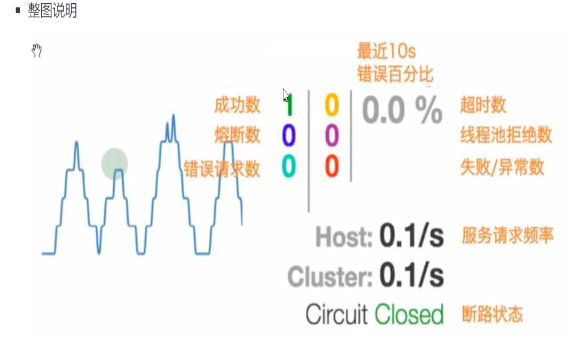 整图说明
最近10s
错误百分比
成功数 1 0 0.0 % 超时数
熔断数 0 0 线程池拒绝数
错误请求数 0 0 失败/异常数
Host: 0.1/s 服务请求频率
Cluster: 0.1/s
Circuit Closed 断路状态